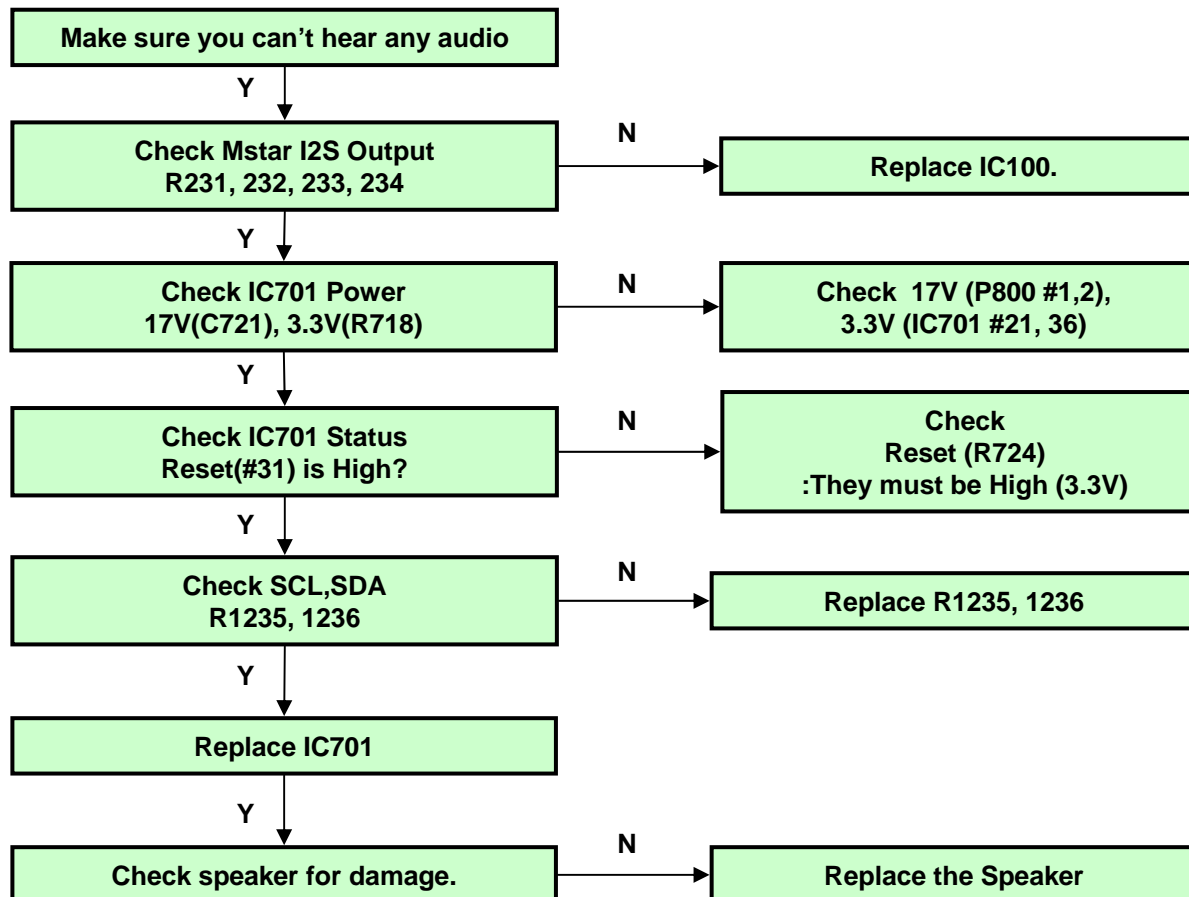 Make sure you can't hear any audio
Y
Check Mstar I2S Output
R231, 232, 233, 234
N
Replace IC100.
Y
Check IC701 Power
17V(C721), 3.3V(R718)
N
Check  17V (P800 #1,2),
3.3V (IC701 #21, 36)
Y
Check IC701 Status
Reset(#31) is High?
N
Check
Reset (R724)
:They must be High (3.3V)
Y
Check SCL,SDA
R1235, 1236
N
Replace R1235, 1236
Y
Replace IC701
Y
Check speaker for damage.
N
Replace the Speaker